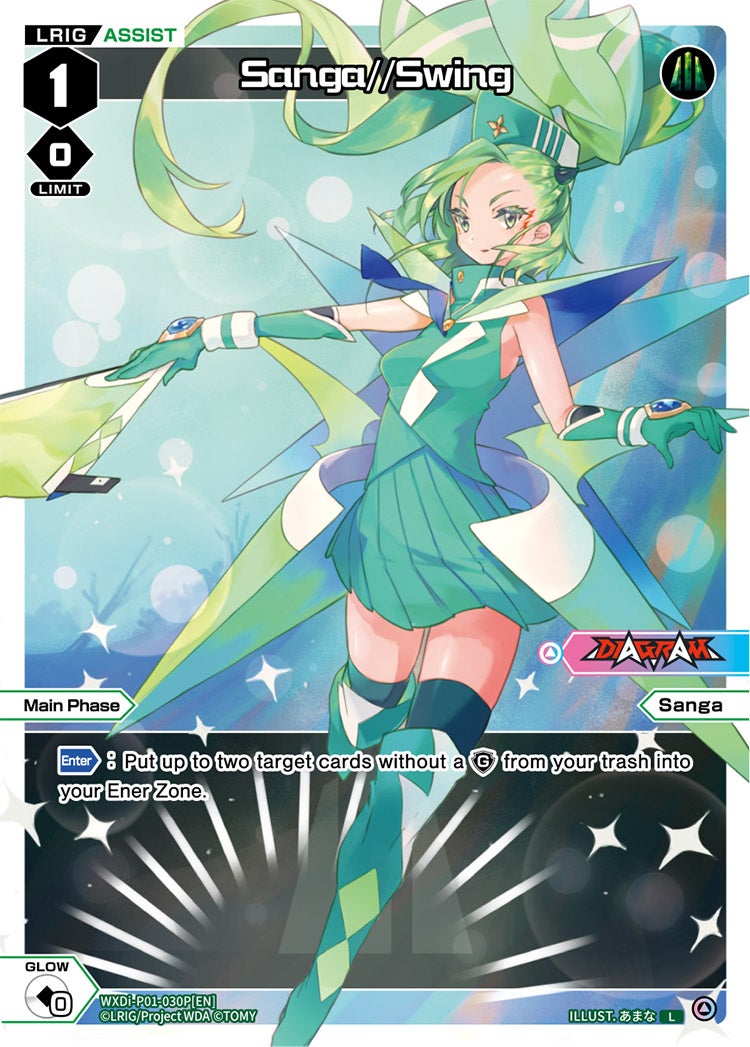 LRIG ASSIST
1
Sanga//Swing
0
LIMIT
DIAGRAM
Main Phase
Sanga
Enter : Put up to two target cards without a G from your trash into
your Ener Zone.
GLOW
0
WXDi-P01-030P[EN]
©LRIG/Project WDA ©TOMY
ILLUST. あまな L